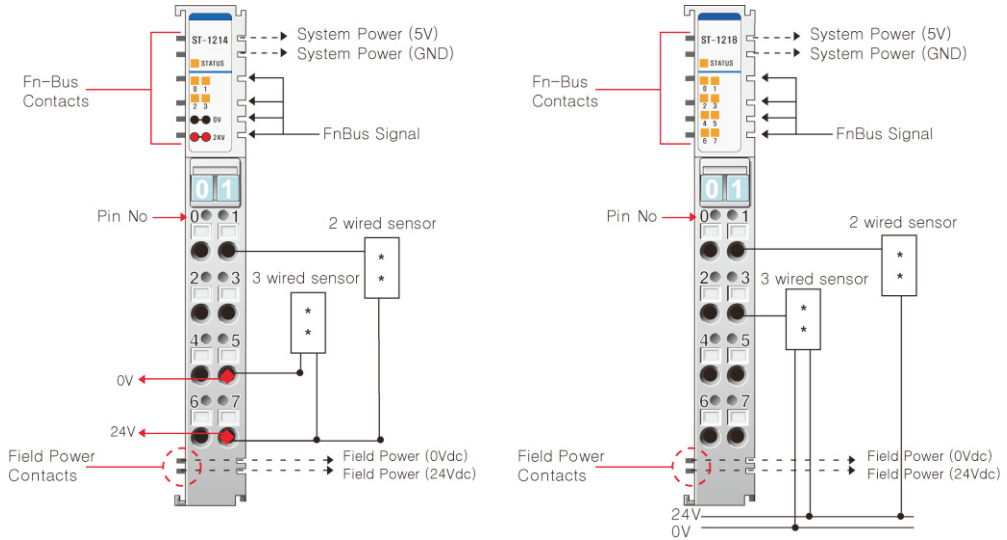 ST-1214
STATUS
0 1
2 3
0V
24V
System Power (5V)
System Power (GND)
Fn-Bus
Contacts
FnBus Signal
0 1
Pin No
0 1
2 wired sensor
*
*
2 3
3 wired sensor
*
*
4 5
0V
6 7
24V
Field Power
Contacts
Field Power (0Vdc)
Field Power (24Vdc)
ST-1218
STATUS
0 1
2 3
4 5
6 7
System Power (5V)
System Power (GND)
Fn-Bus
Contacts
FnBus Signal
0 1
Pin No
0 1
2 wired sensor
*
*
2 3
3 wired sensor
*
*
4 5
6 7
Field Power
Contacts
Field Power (0Vdc)
Field Power (24Vdc)
24V
0V